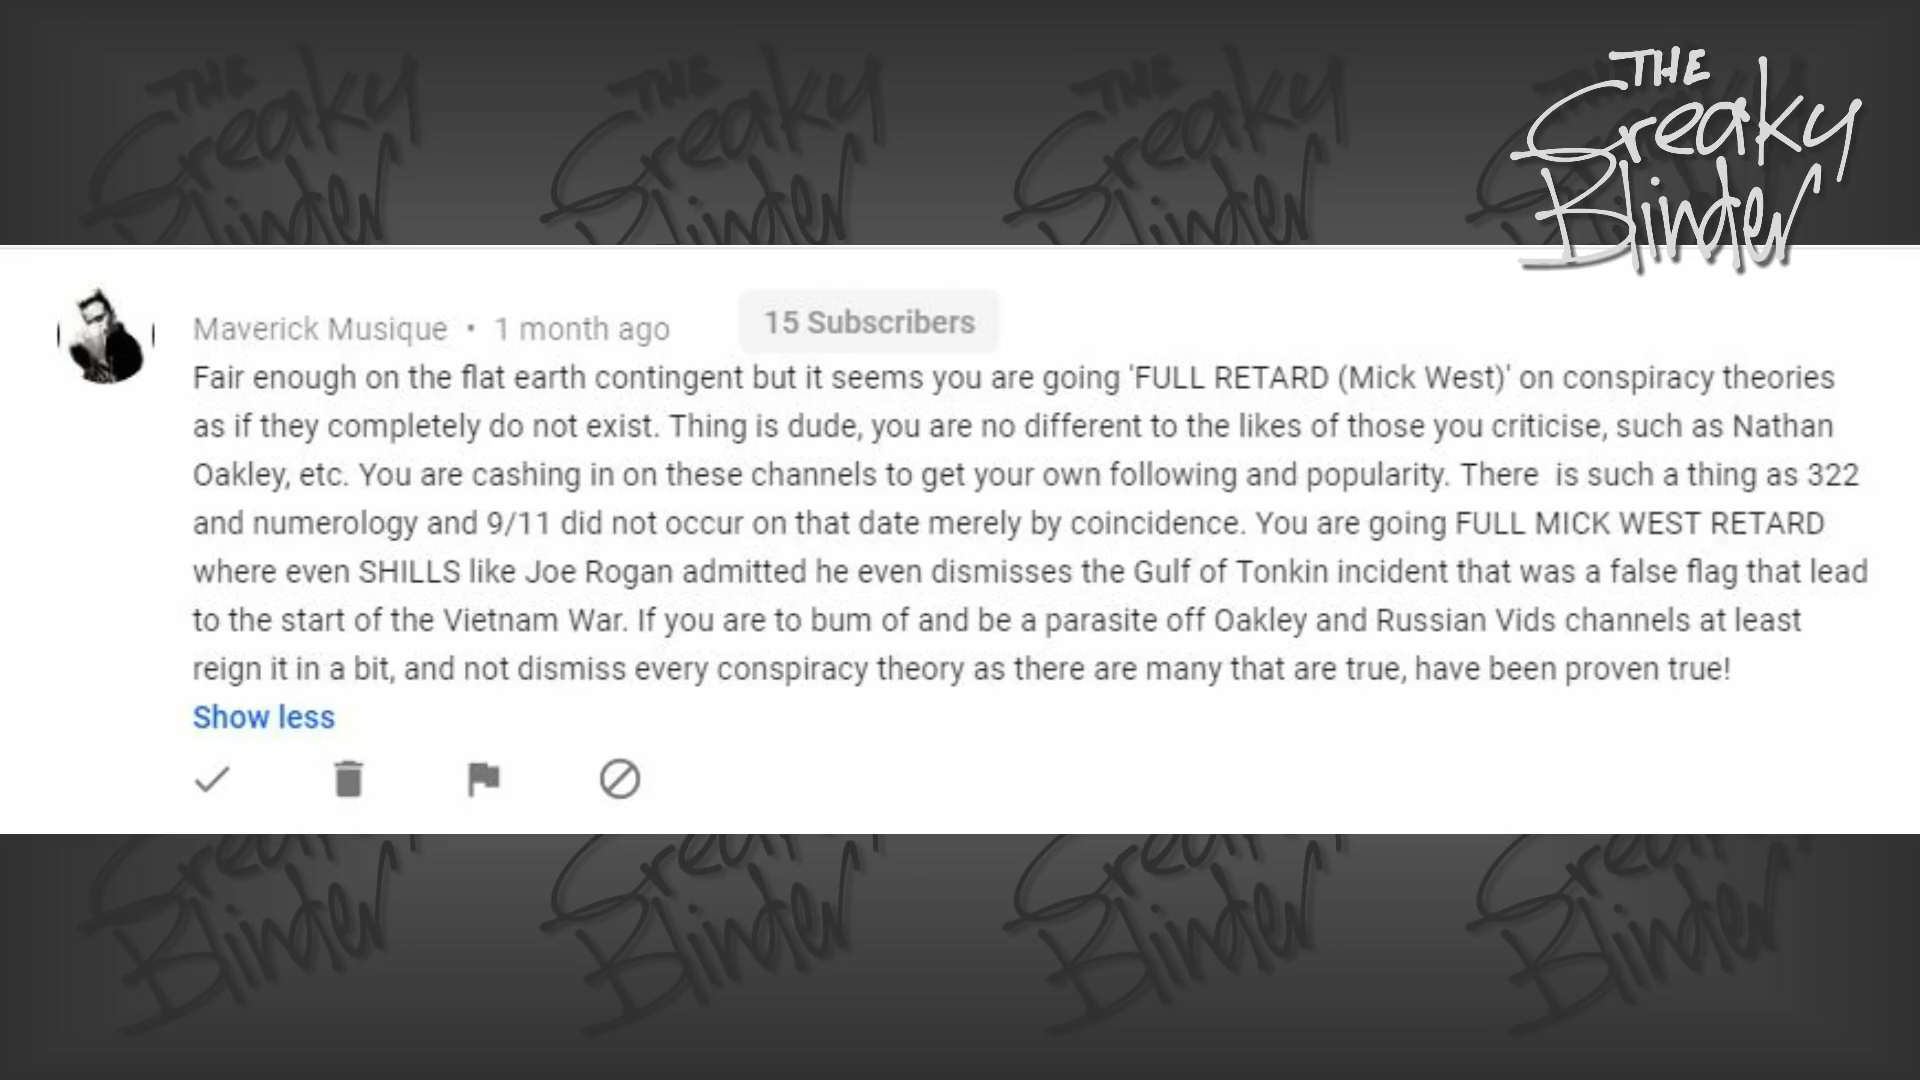 THE
Sreaky
Blinder
Maverick Musique • 1 month ago 15 Subscribers
Fair enough on the flat earth contingent but it seems you are going 'FULL RETARD (Mick West)' on conspiracy theories
as if they completely do not exist. Thing is dude, you are no different to the likes of those you criticise, such as Nathan
Oakley, etc. You are cashing in on these channels to get your own following and popularity. There  is such a thing as 322
and numerology and 9/11 did not occur on that date merely by coincidence. You are going FULL MICK WEST RETARD
where even SHILLS like Joe Rogan admitted he even dismisses the Gulf of Tonkin incident that was a false flag that lead
to the start of the Vietnam War. If you are to bum of and be a parasite off Oakley and Russian Vids channels at least
reign it in a bit, and not dismiss every conspiracy theory as there are many that are true, have been proven true!
Show less